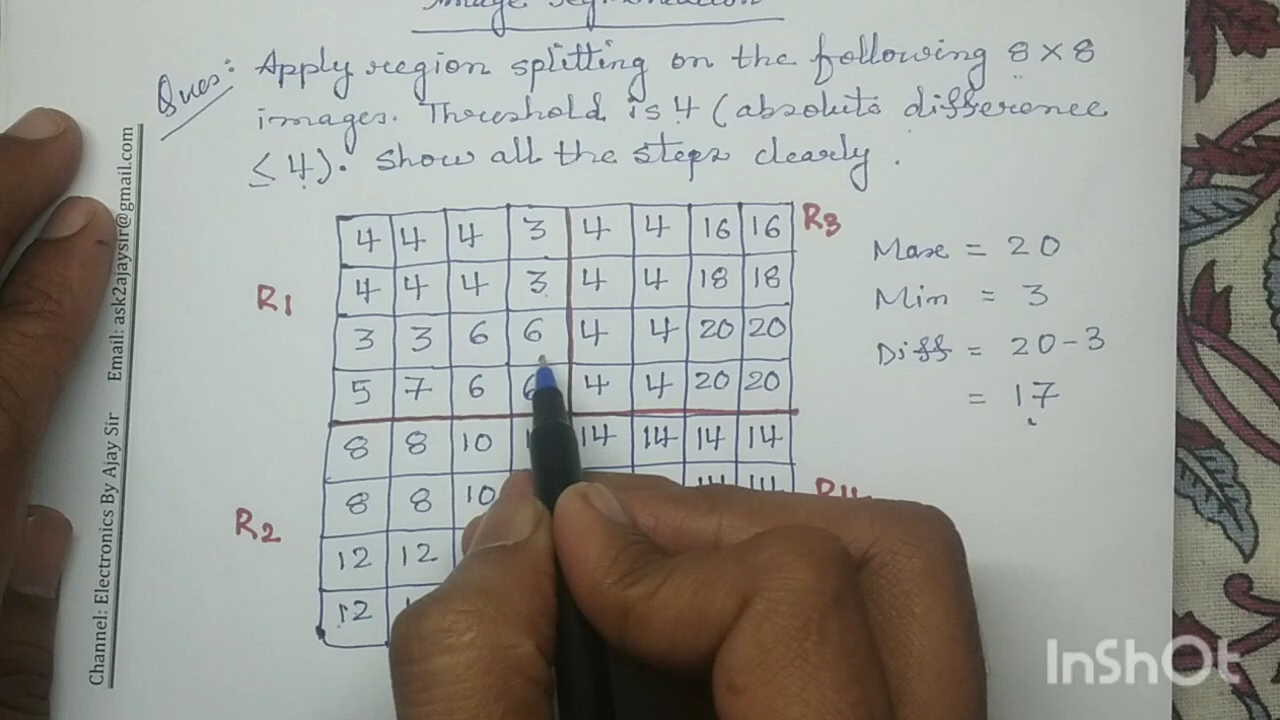 Image Segmentation
Ques: Apply region splitting on the following 8 × 8
images. Threshold is 4 (absolute difference
≤ 4). Show all the steps clearly.
4 4 4 3 4 4 16 16 R3
Max = 20
R1 4 4 4 3 4 4 18 18
Min = 3
3 3 6 6 4 4 20 20
Diff = 20-3
5 7 6 6 4 4 20 20
= 17
8 8 10 14 14 14 14
R2 8 8 10
12 12
12
Channel: Electronics By Ajay Sir Email: ask2ajaysir@gmail.com
InShOt